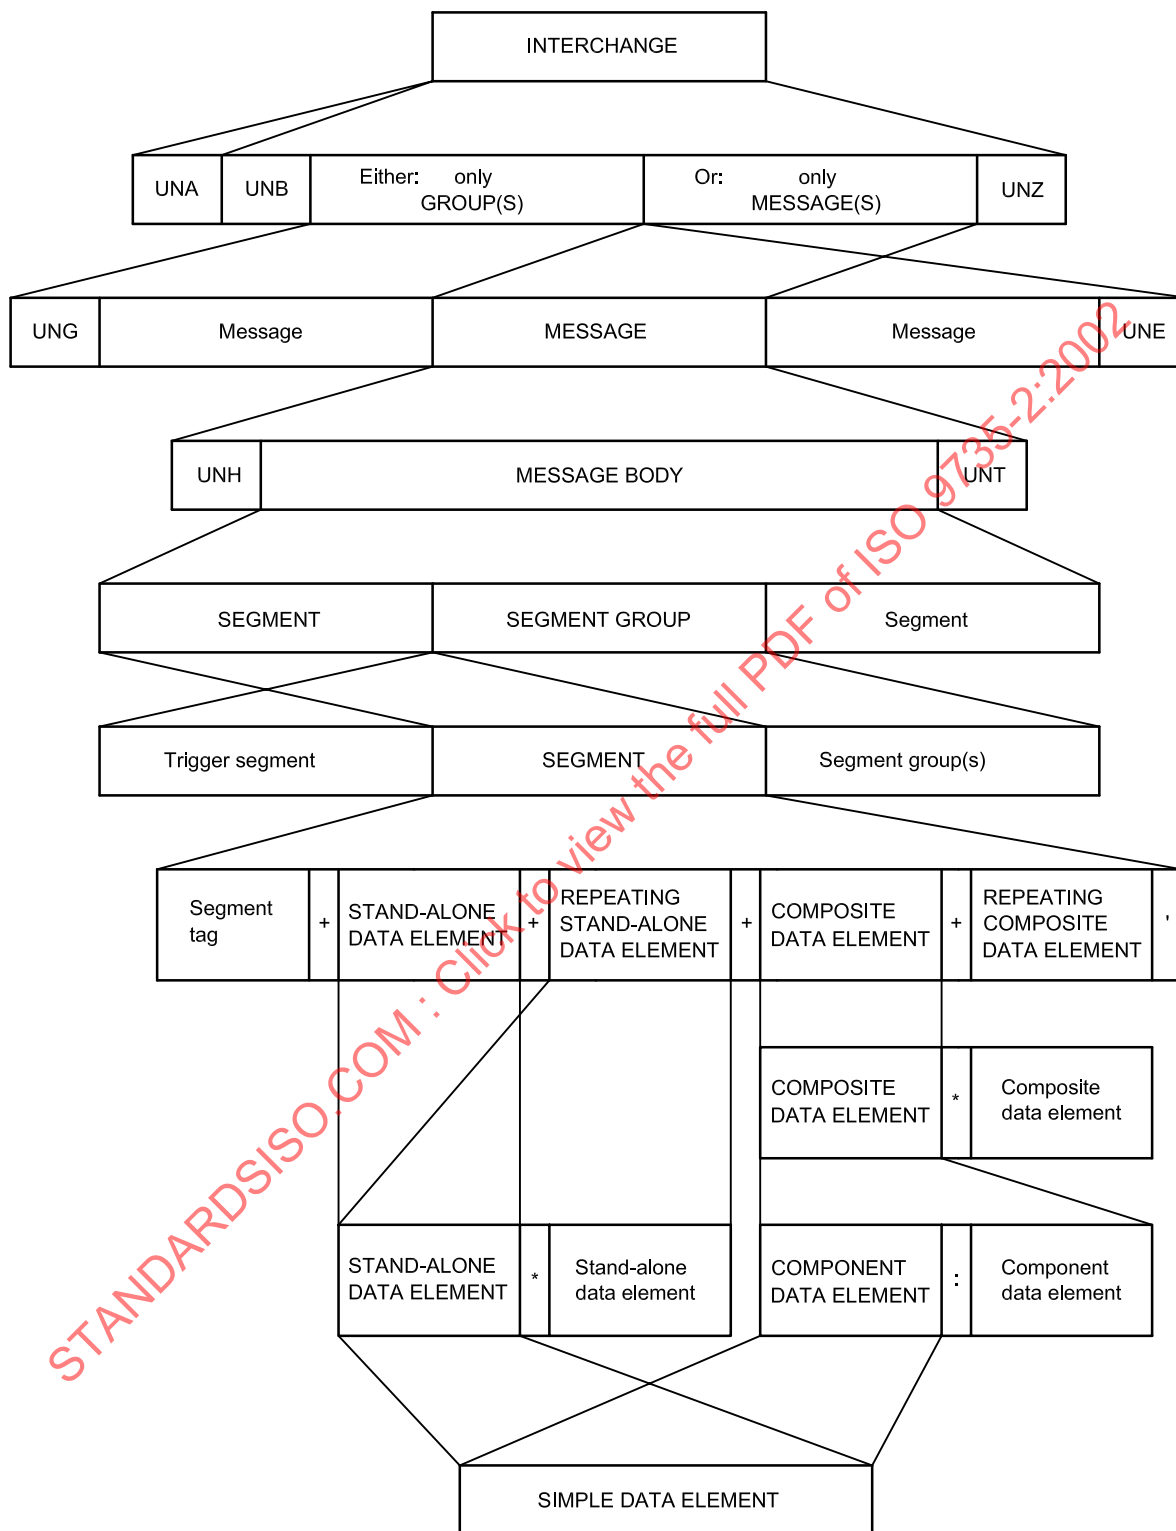 INTERCHANGE
UNA
UNB
Either: only
GROUP(S)
Or: only
MESSAGE(S)
UNZ
UNG
Message
MESSAGE
Message
UNE
UNH
MESSAGE BODY
UNT
SEGMENT
SEGMENT GROUP
Segment
Trigger segment
SEGMENT
Segment group(s)
Segment
tag
+
STAND-ALONE
DATA ELEMENT
+
REPEATING
STAND-ALONE
DATA ELEMENT
+
COMPOSITE
DATA ELEMENT
+
REPEATING
COMPOSITE
DATA ELEMENT
'
COMPOSITE
DATA ELEMENT
*
Composite
data element
STAND-ALONE
DATA ELEMENT
*
Stand-alone
data element
COMPONENT
DATA ELEMENT
:
Component
data element
SIMPLE DATA ELEMENT
STANDARDSISO.COM : Click to view the full PDF of ISO 9735-2:2002